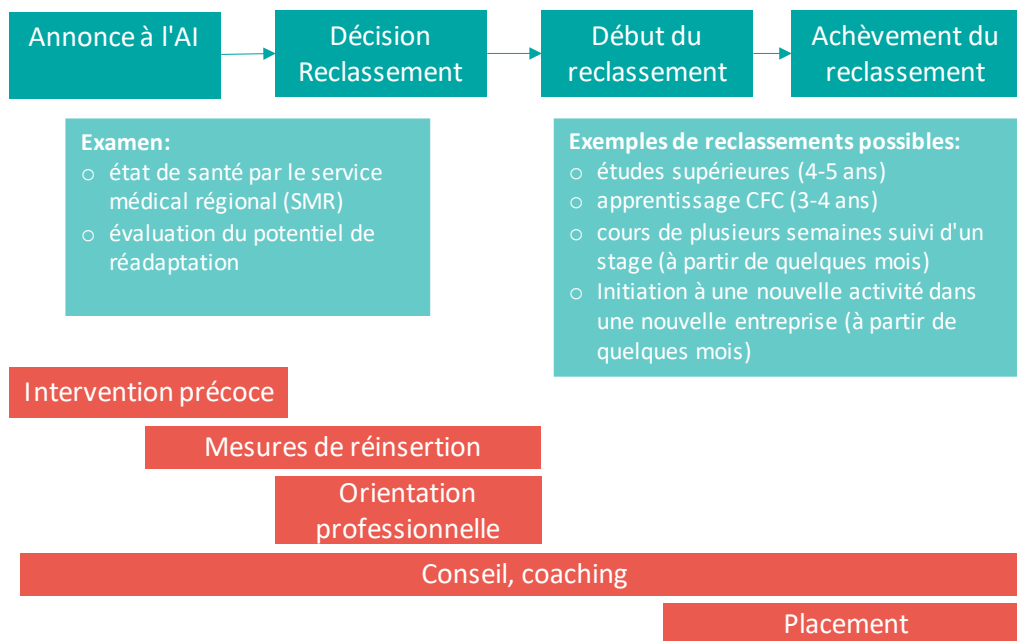 Annonce à l'AI
Décision
Reclassement
Début du
reclassement
Achèvement du
reclassement
Examen:
o état de santé par le service
médical régional (SMR)
o évaluation du potentiel de
réadaptation
Exemples de reclassements possibles:
o études supérieures (4-5 ans)
o apprentissage CFC (3-4 ans)
o cours de plusieurs semaines suivi d'un
stage (à partir de quelques mois)
o Initiation à une nouvelle activité dans
une nouvelle entreprise (à partir de
quelques mois)
Intervention précoce
Mesures de réinsertion
Orientation
professionnelle
Conseil, coaching
Placement